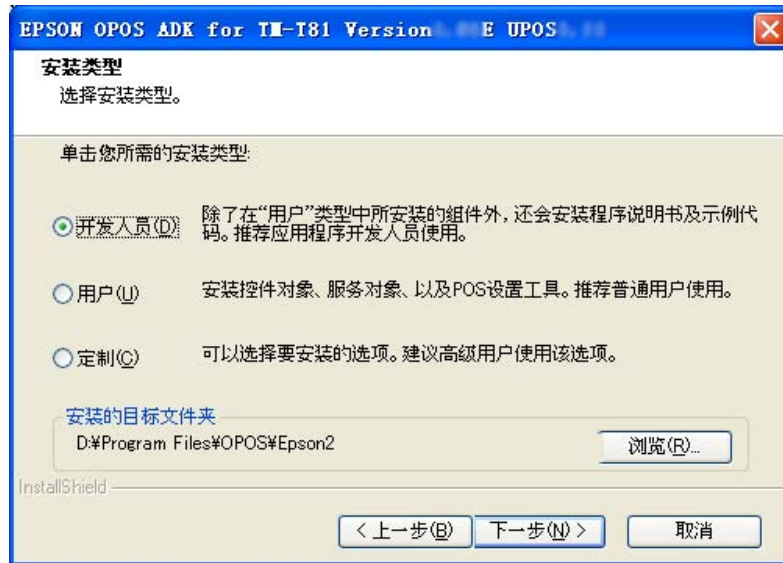 EPSON OPOS ADK for TM-T81 Version E UPOS
安装类型
选择安装类型。
单击您所需的安装类型:
开发人员(D)
除了在“用户”类型中所安装的组件外,还会安装程序说明书及示例代
码。推荐应用程序开发人员使用。
用户(U)
安装控件对象、服务对象、以及POS设置工具。推荐普通用户使用。
定制(C)
可以选择要安装的选项。建议高级用户使用该选项。
安装的目标文件夹
D:¥Program Files¥OPOS¥Epson2
浏览(R)...
InstallShield
< 上一步(B)
下一步(N) >
取消